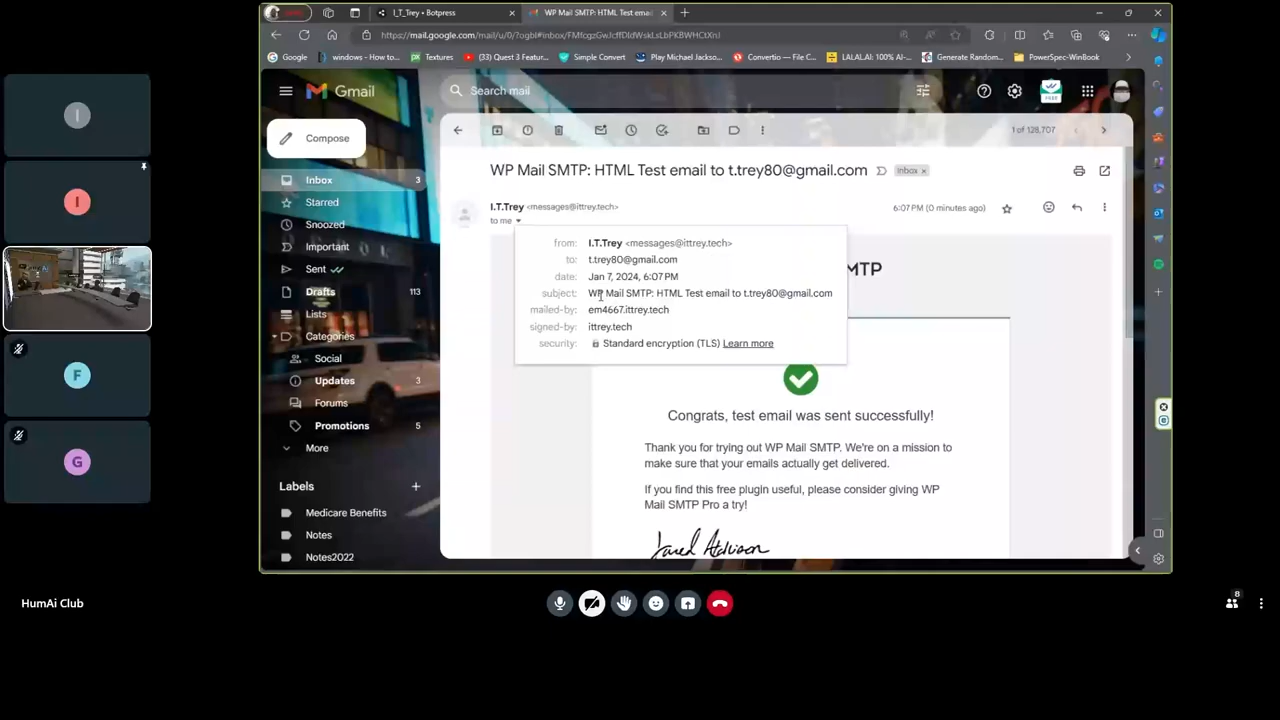 I_T_Trey • Botpress
WP Mail SMTP: HTML Test emai
https://mail.google.com/mail/u/0/?ogbl#inbox/
Google
windows - How to...
Textures
(33) Quest 3 Featur...
Simple Convert
Play Michael Jackso...
Convertio — File C...
LALAL.AI: 100% AI-...
Generate Random...
PowerSpec-WinBook
Gmail
Search mail
FREE
Compose
1 of 128,707
Inbox
3
Starred
Snoozed
Important
Sent
Drafts
113
Lists
Categories
Social
Updates
3
Forums
Promotions
5
More
Labels
Medicare Benefits
Notes
Notes2022
WP Mail SMTP: HTML Test email to t.trey80@gmail.com
Inbox ×
I.T.Trey <messages@ittrey.tech>
6:07 PM (0 minutes ago)
to me
from: I.T.Trey <messages@ittrey.tech>
to: t.trey80@gmail.com
date: Jan 7, 2024, 6:07 PM
subject: WP Mail SMTP: HTML Test email to t.trey80@gmail.com
mailed-by: em4667.ittrey.tech
signed-by: ittrey.tech
security: Standard encryption (TLS) Learn more
MTP
Congrats, test email was sent successfully!
Thank you for trying out WP Mail SMTP. We're on a mission to
make sure that your emails actually get delivered.
If you find this free plugin useful, please consider giving WP
Mail SMTP Pro a try!
I
I
F
G
HumAi Club
8